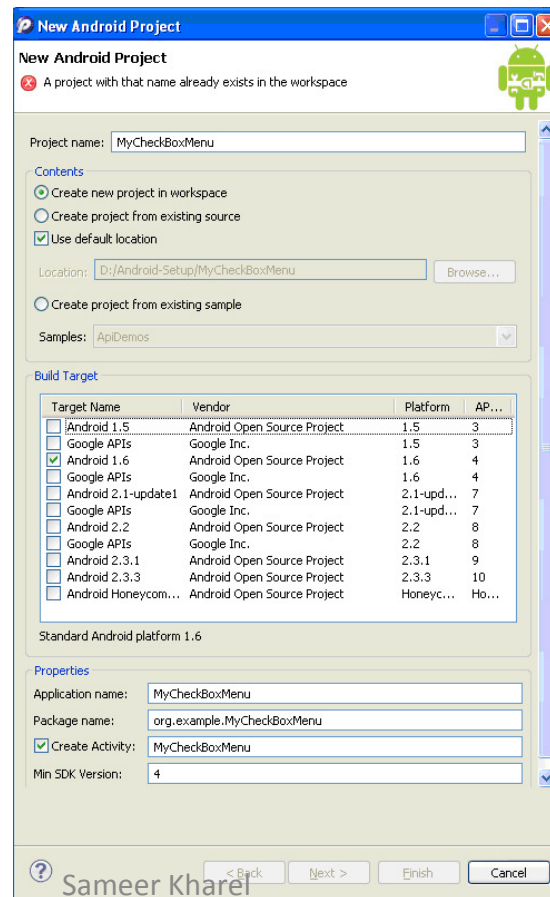 New Android Project
New Android Project
A project with that name already exists in the workspace
Project name: MyCheckBoxMenu
Contents
Create new project in workspace
Create project from existing source
Use default location
Location: D:/Android-Setup/MyCheckBoxMenu Browse...
Create project from existing sample
Samples: ApiDemos
Build Target
Target Name Vendor Platform AP...
Android 1.5 Android Open Source Project 1.5 3
Google APIs Google Inc. 1.5 3
Android 1.6 Android Open Source Project 1.6 4
Google APIs Google Inc. 1.6 4
Android 2.1-update1 Android Open Source Project 2.1-upd... 7
Google APIs Google Inc. 2.1-upd... 7
Android 2.2 Android Open Source Project 2.2 8
Google APIs Google Inc. 2.2 8
Android 2.3.1 Android Open Source Project 2.3.1 9
Android 2.3.3 Android Open Source Project 2.3.3 10
Android Honeycom... Android Open Source Project Honeyc... Ho...
Standard Android platform 1.6
Properties
Application name: MyCheckBoxMenu
Package name: org.example.MyCheckBoxMenu
Create Activity: MyCheckBoxMenu
Min SDK Version: 4
? < Back Next > Finish Cancel
Sameer Kharel